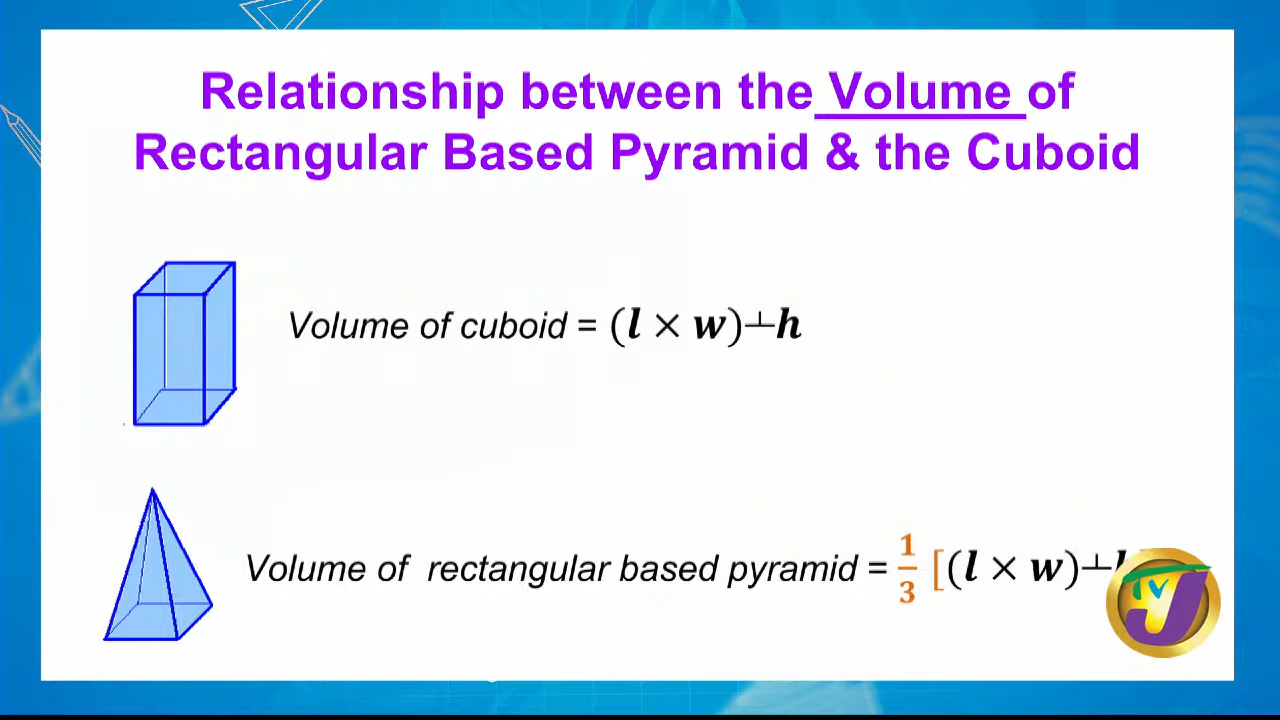 Relationship between the Volume of
Rectangular Based Pyramid & the Cuboid
Volume of cuboid = (l × w)⊥h
Volume of rectangular based pyramid = 1/3 [(l × w)⊥
TVJ